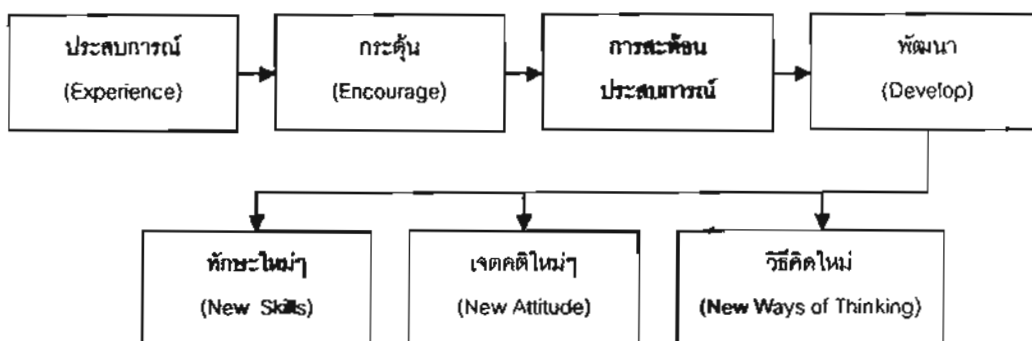 ประสบการณ์
(Experience)
กระตุ้น
(Encourage)
การสะท้อน
ประสบการณ์
พัฒนา
(Develop)
ทักษะใหม่ๆ
(New Skills)
เจตคติใหม่ๆ
(New Attitude)
วิธีคิดใหม่
(New Ways of Thinking)